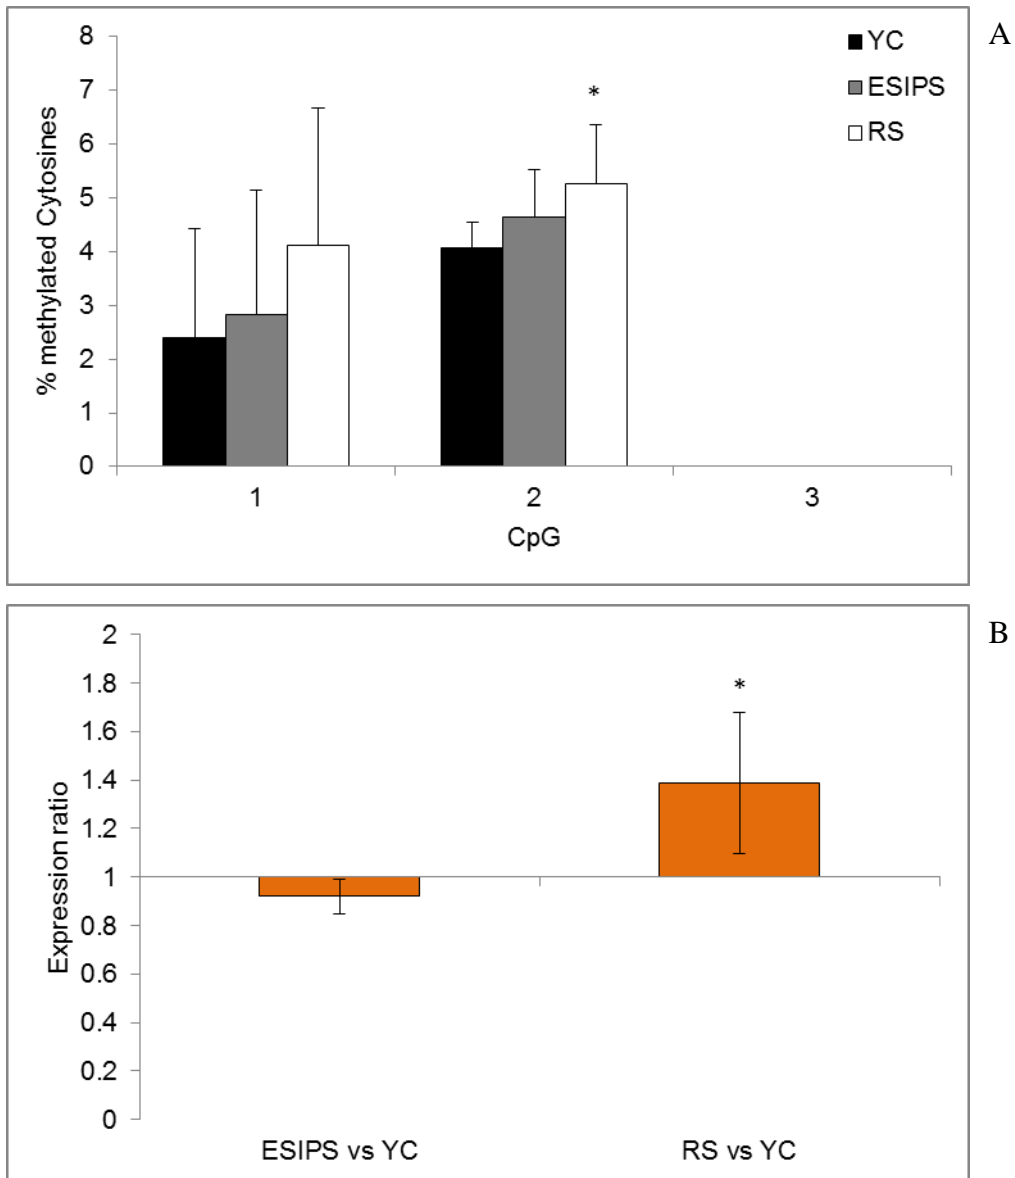 A
8
7
6
5
4
3
2
1
0
% methylated Cytosines
*
YC
ESIPS
RS
1 2 3
CpG
B
2
1.8
1.6
1.4
1.2
1
0.8
0.6
0.4
0.2
0
Expression ratio
*
ESIPS vs YC RS vs YC